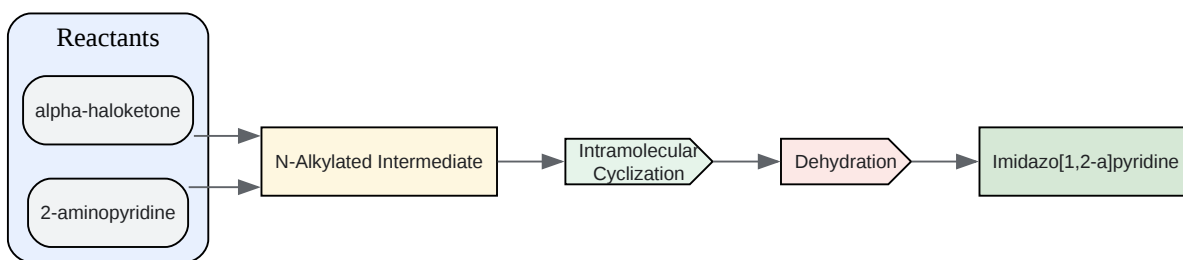 Reactants
alpha-haloketone
2-aminopyridine
N-Alkylated Intermediate
Intramolecular
Cyclization
Dehydration
Imidazo[1,2-a]pyridine